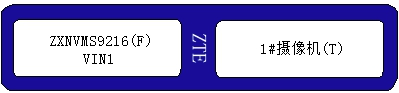 ZXNVMS9216(F)
VIN1
ZTE
1#摄像机(T)